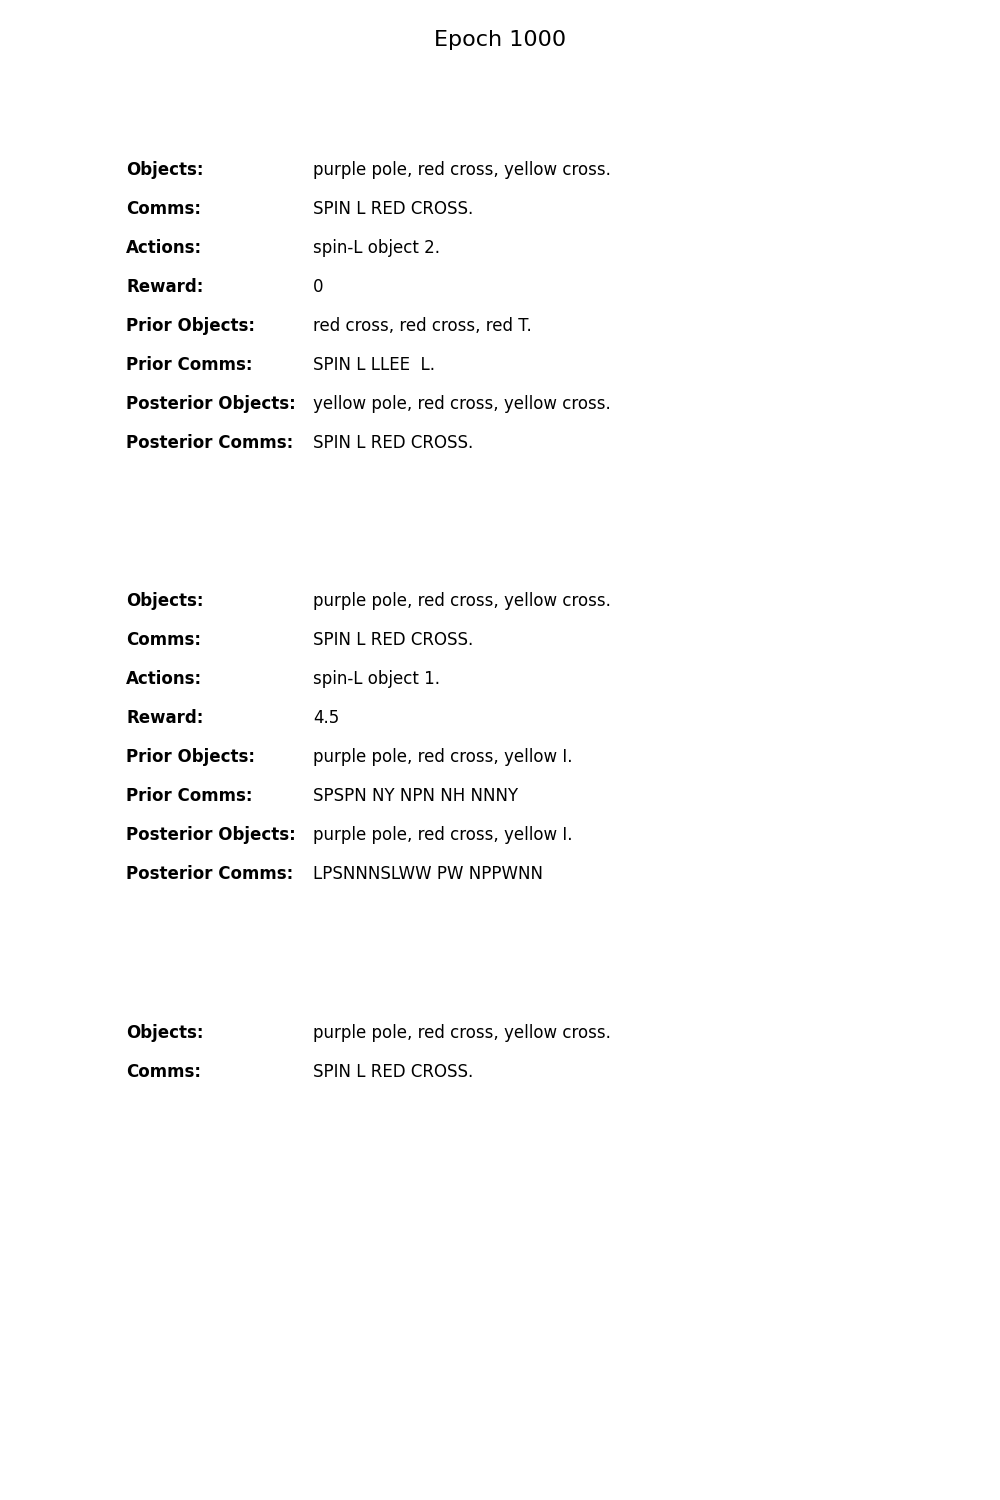 Epoch 1000
Objects: purple pole, red cross, yellow cross.
Comms: SPIN L RED CROSS.
Actions: spin-L object 2.
Reward: 0
Prior Objects: red cross, red cross, red T.
Prior Comms: SPIN L LLEE  L.
Posterior Objects: yellow pole, red cross, yellow cross.
Posterior Comms: SPIN L RED CROSS.
Objects: purple pole, red cross, yellow cross.
Comms: SPIN L RED CROSS.
Actions: spin-L object 1.
Reward: 4.5
Prior Objects: purple pole, red cross, yellow I.
Prior Comms: SPSPN NY NPN NH NNNY
Posterior Objects: purple pole, red cross, yellow I.
Posterior Comms: LPSNNNSLWW PW NPPWNN
Objects: purple pole, red cross, yellow cross.
Comms: SPIN L RED CROSS.